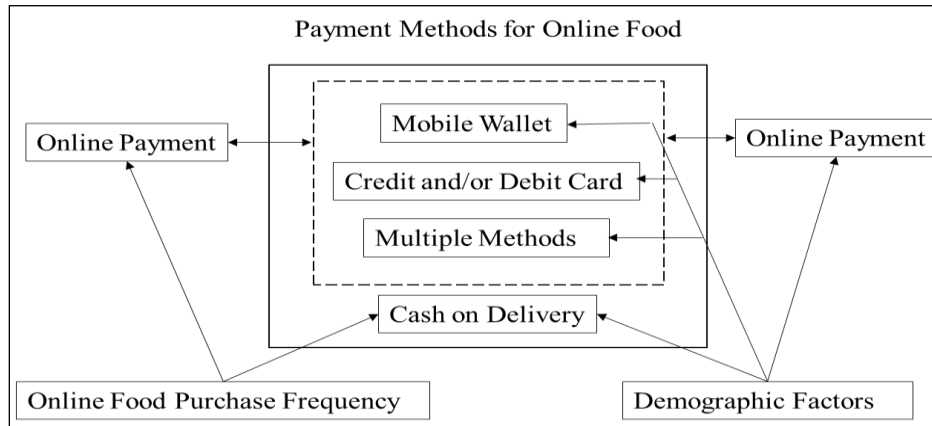 Payment Methods for Online Food
Mobile Wallet
Online Payment
Online Payment
Credit and/or Debit Card
Multiple Methods
Cash on Delivery
Online Food Purchase Frequency
Demographic Factors